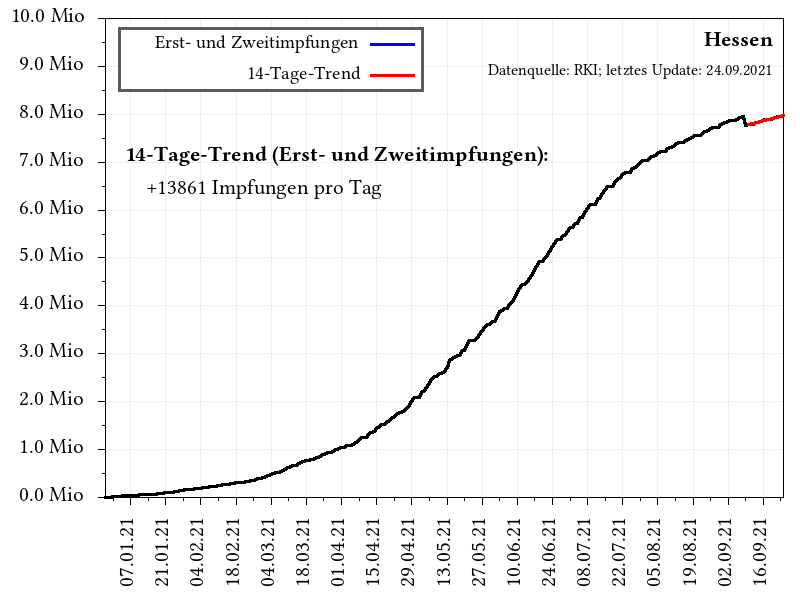 10.0 Mio
9.0 Mio
8.0 Mio
7.0 Mio
6.0 Mio
5.0 Mio
4.0 Mio
3.0 Mio
2.0 Mio
1.0 Mio
0.0 Mio
Erst- und Zweitimpfungen
14-Tage-Trend
Hessen
Datenquelle: RKI; letztes Update: 24.09.2021
14-Tage-Trend (Erst- und Zweitimpfungen):
+13861 Impfungen pro Tag
07.01.21
21.01.21
04.02.21
18.02.21
04.03.21
18.03.21
01.04.21
15.04.21
29.04.21
13.05.21
27.05.21
10.06.21
24.06.21
08.07.21
22.07.21
05.08.21
19.08.21
02.09.21
16.09.21